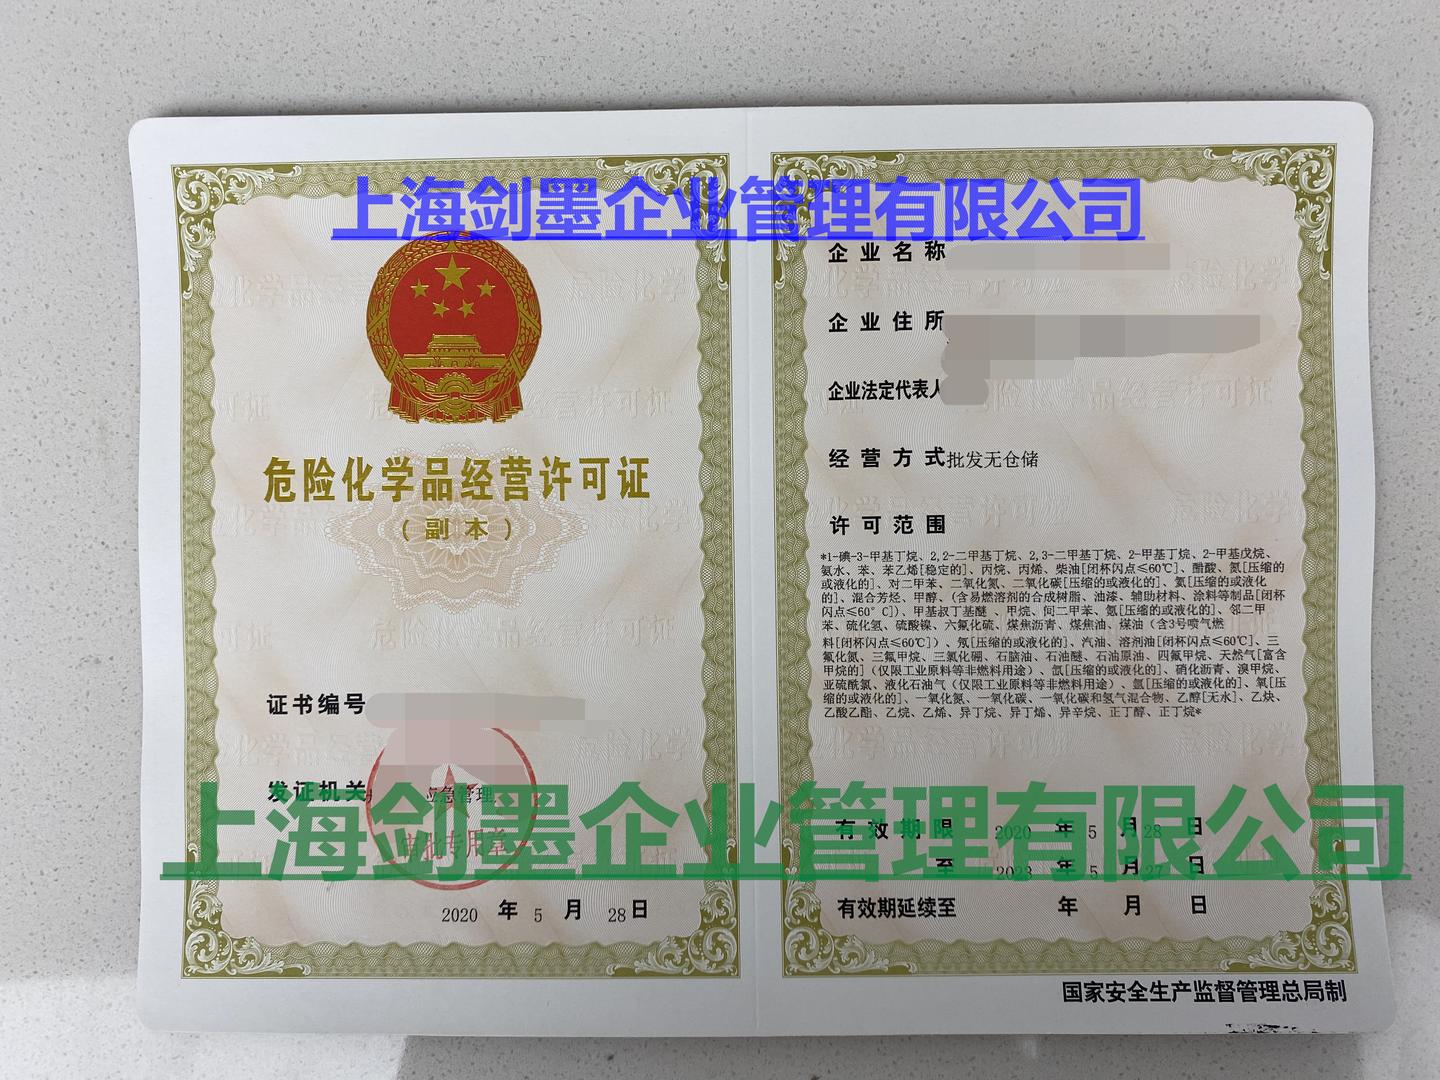 上海剑墨企业管理有限公司
危险化学品经营许可证
(副本)
证书编号
发证机关
应急管理
审批专用章
2020 年 5 月 28 日
企业名称
企业住所
企业法定代表人
经营方式批发无仓储
许可范围
*1-碘-3-甲基丁烷、2,2-二甲基丁烷、2,3-二甲基丁烷、2-甲基丁烷、2-甲基戊烷、
氨水、苯、苯乙烯[稳定的]、丙烷、丙烯、柴油[闭杯闪点≤60℃]、醋酸、氮[压缩的
或液化的]、对二甲苯、二氧化氮、二氧化碳[压缩的或液化的]、氦[压缩的或液化
的]、混合芳烃、甲醇、(含易燃溶剂的合成树脂、油漆、辅助材料、涂料等制品[闭杯
闪点≤60°C])、甲基叔丁基醚 、甲烷、间二甲苯、氪[压缩的或液化的]、邻二甲
苯、硫化氢、硫酸镍、六氟化硫、煤焦沥青、煤焦油、煤油（含3号喷气燃
料[闭杯闪点≤60℃]）、氖[压缩的或液化的]、汽油、溶剂油[闭杯闪点≤60℃]、三
氟化氮、三氟甲烷、三氯化硼、石脑油、石油醚、石油原油、四氟甲烷、天然气[富含
甲烷的]（仅限工业原料等非燃料用途）、氙[压缩的或液化的]、硝化沥青、溴甲烷、
亚硫酰氯、液化石油气（仅限工业原料等非燃料用途）、氩[压缩的或液化的]、氧[压
缩的或液化的]、一氧化氮、一氧化碳、一氧化碳和氢气混合物、乙醇[无水]、乙炔、
乙酸乙酯、乙烷、乙烯、异丁烷、异丁烯、异辛烷、正丁醇、正丁烷*
上海剑墨企业管理有限公司
有效期限 2020 年 5 月 28 日
至 2023 年 5 月 27 日
有效期延续至 年 月 日
国家安全生产监督管理总局制